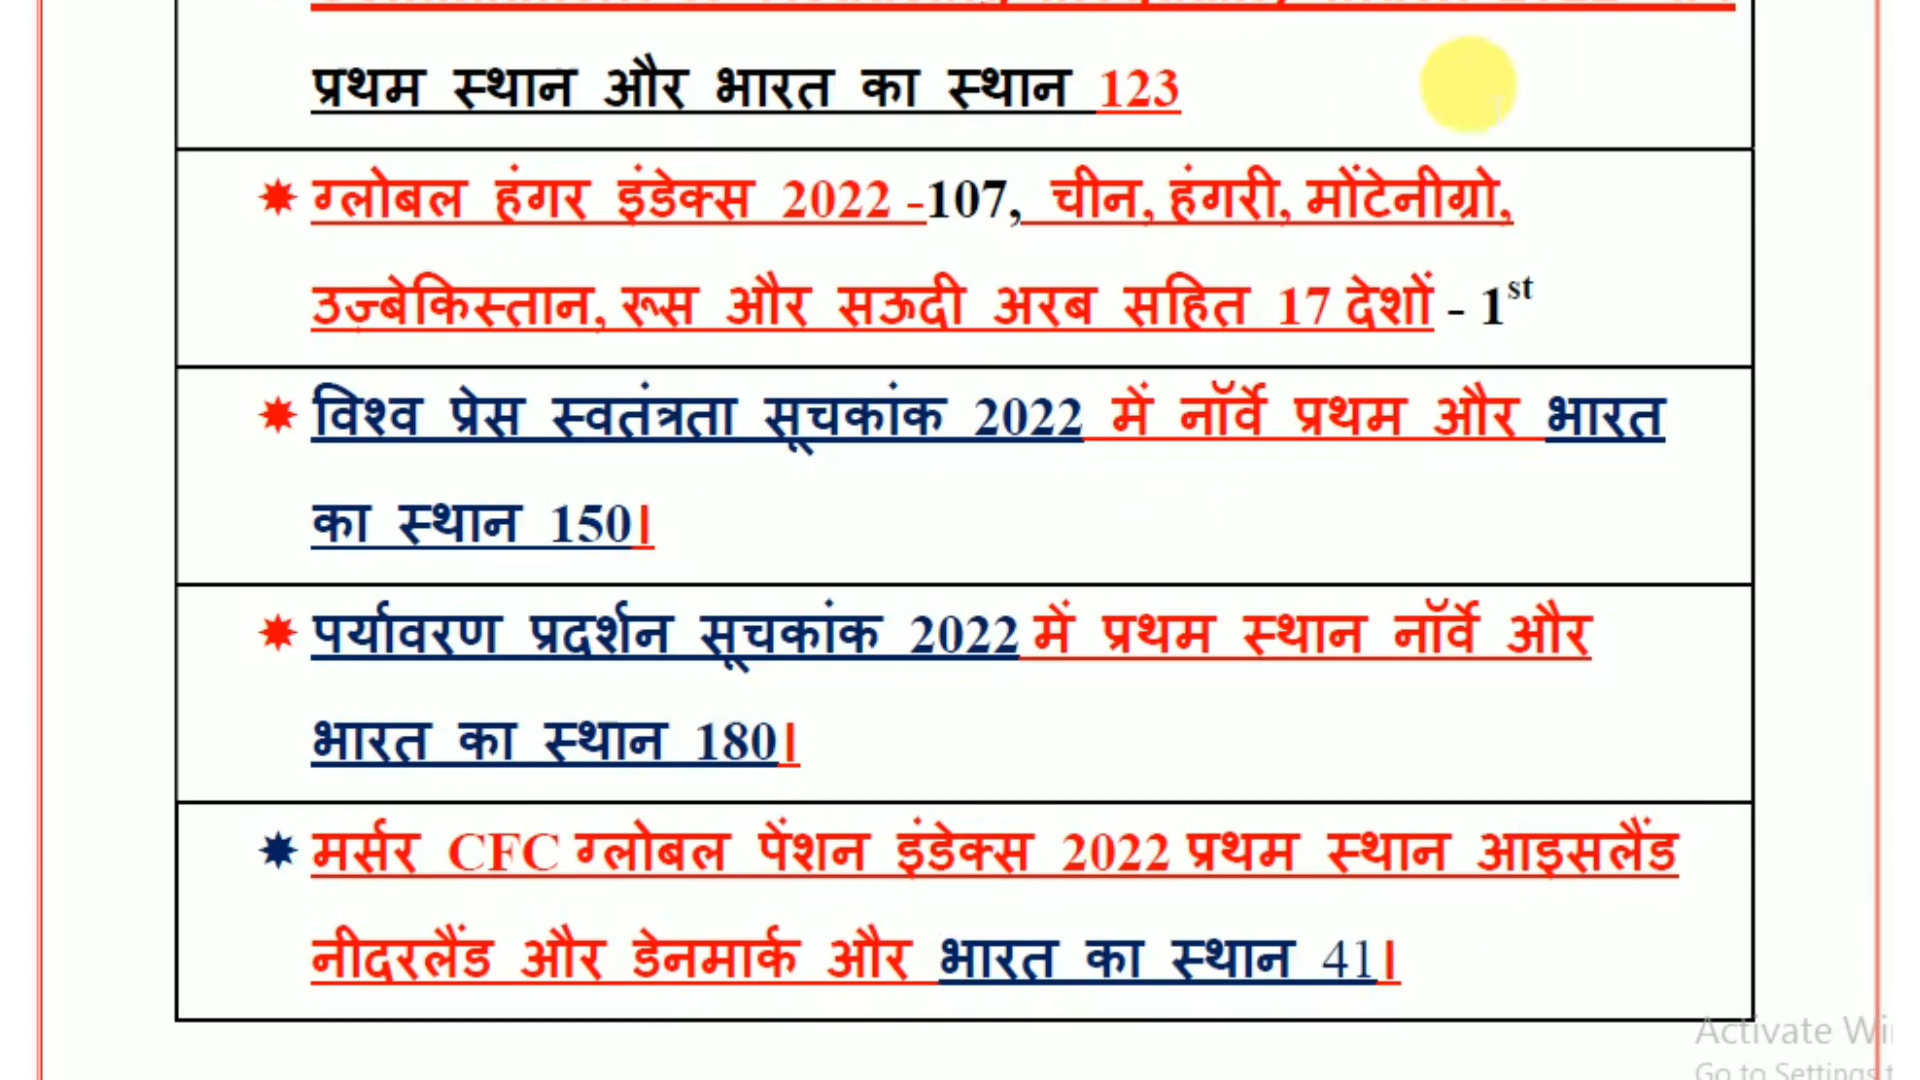 प्रथम स्थान और भारत का स्थान 123
ग्लोबल हंगर इंडेक्स 2022 -107, चीन, हंगरी, मोंटेनीग्रो,
उज़्बेकिस्तान, रूस और सऊदी अरब सहित 17 देशों - 1st
विश्व प्रेस स्वतंत्रता सूचकांक 2022 में नॉर्वे प्रथम और भारत
का स्थान 150।
पर्यावरण प्रदर्शन सूचकांक 2022 में प्रथम स्थान नॉर्वे और
भारत का स्थान 180।
मर्सर CFC ग्लोबल पेंशन इंडेक्स 2022 प्रथम स्थान आइसलैंड
नीदरलैंड और डेनमार्क और भारत का स्थान 41।
Activate Wi
Go to Settings t